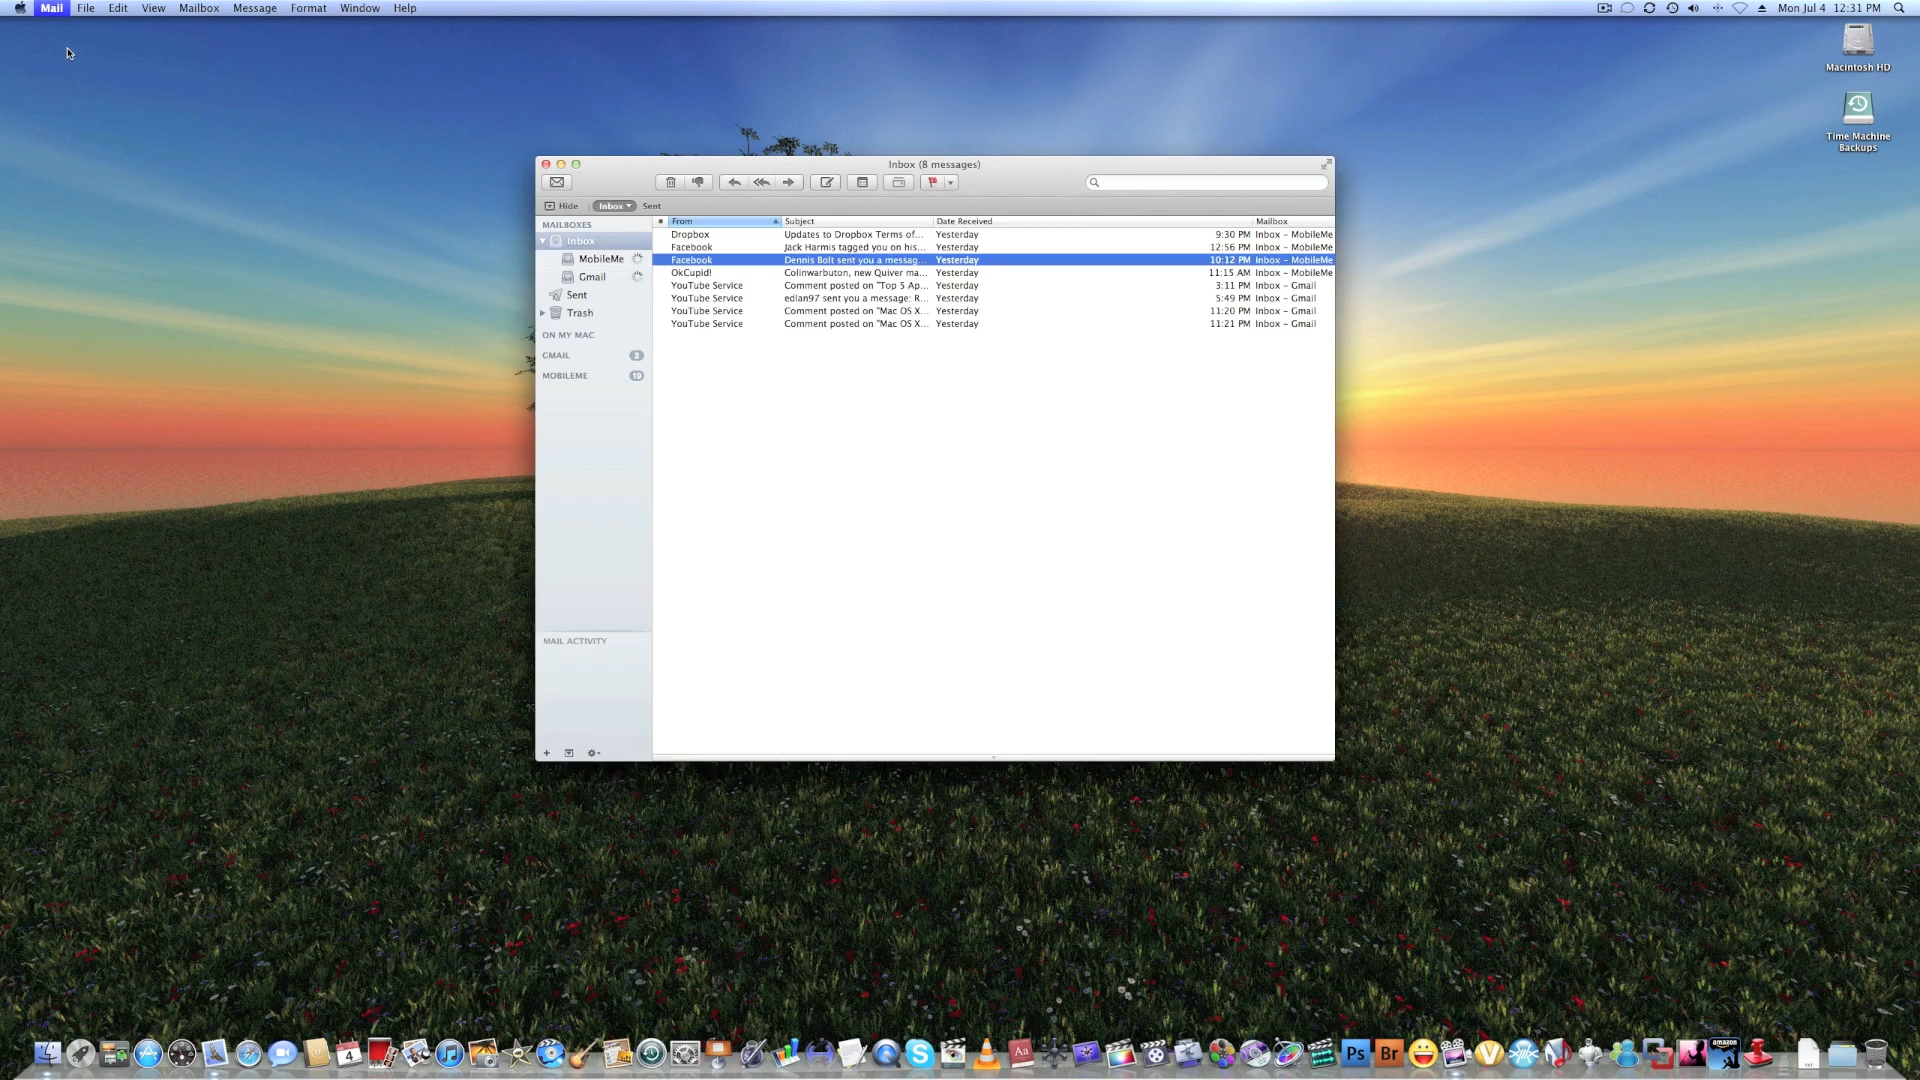 Mail File Edit View Mailbox Message Format Window Help
Mon Jul 4 12:31 PM
Macintosh HD
Time Machine
Backups
Inbox (8 messages)
Hide Inbox Sent
MAILBOXES
Inbox
MobileMe
Gmail
Sent
Trash
ON MY MAC
GMAIL 2
MOBILEME 19
MAIL ACTIVITY
From Subject Date Received Mailbox
Dropbox Updates to Dropbox Terms of... Yesterday 9:30 PM Inbox – MobileMe
Facebook Jack Harmis tagged you on his... Yesterday 12:56 PM Inbox – MobileMe
Facebook Dennis Bolt sent you a messag... Yesterday 10:12 PM Inbox – MobileMe
OkCupid! Colinwarbuton, new Quiver ma... Yesterday 11:15 AM Inbox – MobileMe
YouTube Service Comment posted on "Top 5 Ap... Yesterday 3:11 PM Inbox – Gmail
YouTube Service edlan97 sent you a message: R... Yesterday 5:49 PM Inbox – Gmail
YouTube Service Comment posted on "Mac OS X... Yesterday 11:20 PM Inbox – Gmail
YouTube Service Comment posted on "Mac OS X... Yesterday 11:21 PM Inbox – Gmail
4
Aa
Ps
Br
amazon